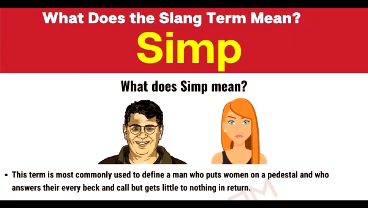 What Does the Slang Term Mean?
Simp
What does Simp mean?
• This term is most commonly used to define a man who puts women on a pedestal and who
answers their every beck and call but gets little to nothing in return.